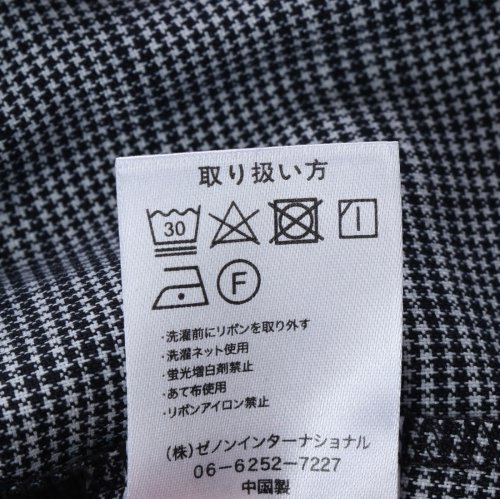 取り扱い方
30
F
・洗濯前にリボンを取り外す
・洗濯ネット使用
・蛍光増白剤禁止
・あて布使用
・リボンアイロン禁止
(株)ゼノンインターナショナル
06-6252-7227
中国製